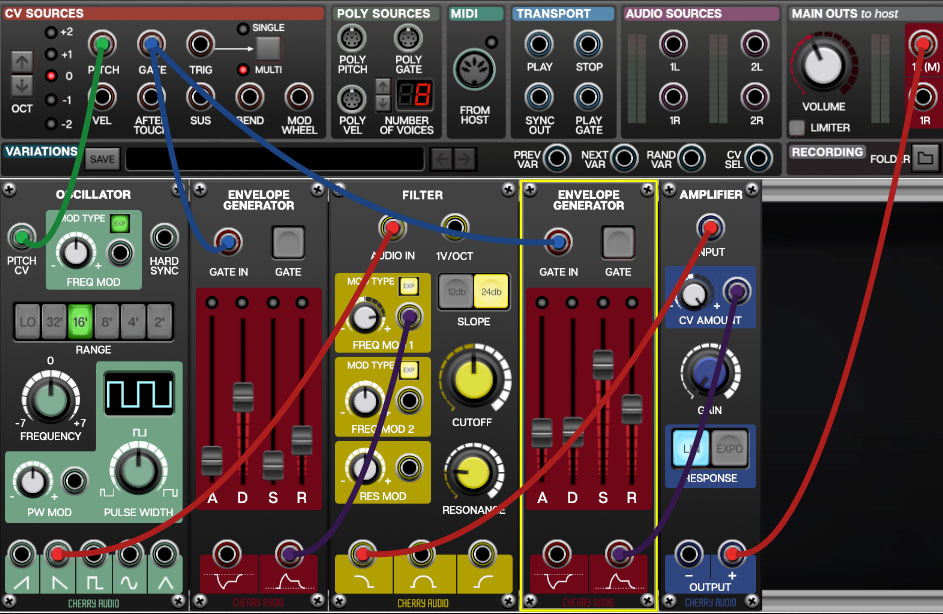 CV SOURCES
POLY SOURCES
MIDI
TRANSPORT
AUDIO SOURCES
MAIN OUTS to host
+2
+1
0
-1
-2
OCT
PITCH
GATE
TRIG
SINGLE
MULTI
VEL
AFTER
TOUCH
SUS
BEND
MOD
WHEEL
POLY
PITCH
POLY
GATE
POLY
VEL
8
NUMBER
OF VOICES
FROM
HOST
PLAY
STOP
SYNC
OUT
PLAY
GATE
1L
2L
1R
2R
VOLUME
LIMITER
(M)
1R
VARIATIONS
SAVE
PREV
VAR
NEXT
VAR
RAND
VAR
CV
SEL
RECORDING
FOLDER
OSCILLATOR
MOD TYPE
EXP
PITCH
CV
FREQ MOD
HARD
SYNC
LO
32'
16'
8'
4'
2'
RANGE
0
-7
+7
FREQUENCY
-
+
PW MOD
PULSE WIDTH
CHERRY AUDIO
ENVELOPE
GENERATOR
GATE IN
GATE
A
D
S
R
CHERRY AUDIO
FILTER
AUDIO IN
1V/OCT
MOD TYPE
EXP
FREQ MOD 1
MOD TYPE
EXP
FREQ MOD 2
RES MOD
12db
24db
SLOPE
CUTOFF
RESONANCE
CHERRY AUDIO
ENVELOPE
GENERATOR
GATE IN
GATE
A
D
S
R
CHERRY AUDIO
AMPLIFIER
INPUT
-
+
CV AMOUNT
GAIN
LIN
EXPO
RESPONSE
-
+
OUTPUT
CHERRY AUDIO